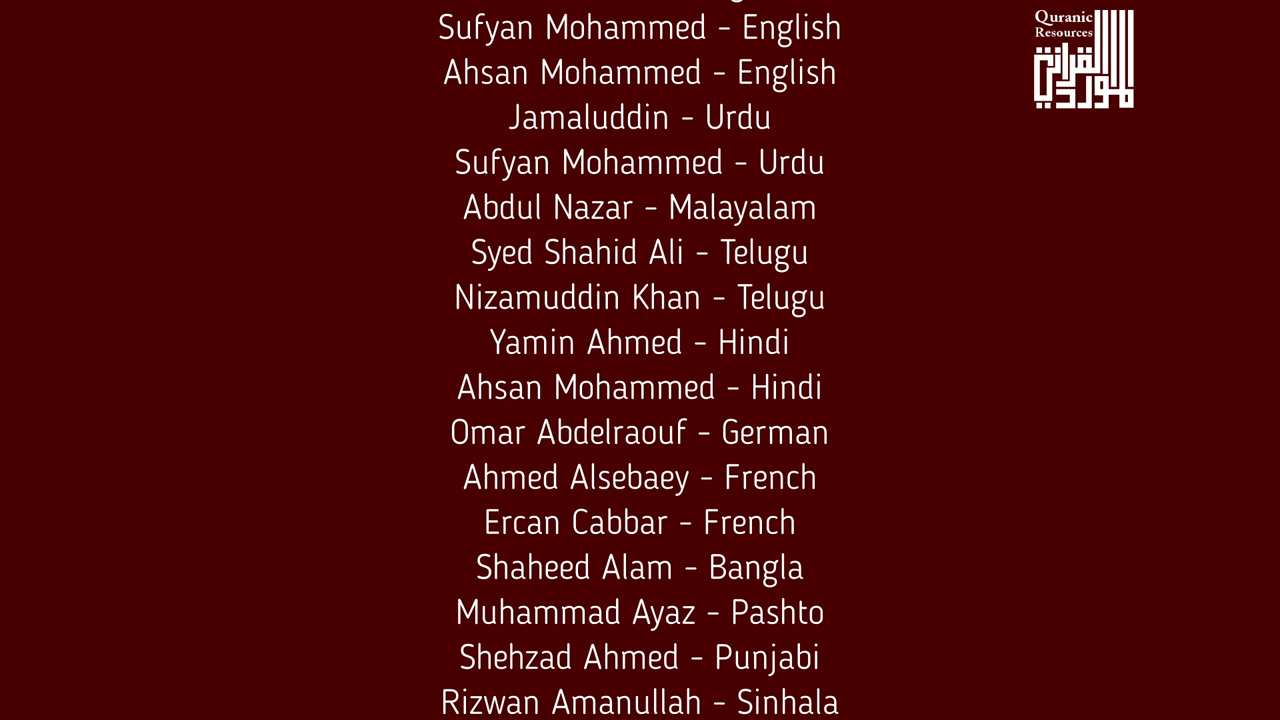 Sufyan Mohammed - English
Ahsan Mohammed - English
Jamaluddin - Urdu
Sufyan Mohammed - Urdu
Abdul Nazar - Malayalam
Syed Shahid Ali - Telugu
Nizamuddin Khan - Telugu
Yamin Ahmed - Hindi
Ahsan Mohammed - Hindi
Omar Abdelraouf - German
Ahmed Alsebaey - French
Ercan Cabbar - French
Shaheed Alam - Bangla
Muhammad Ayaz - Pashto
Shehzad Ahmed - Punjabi
Rizwan Amanullah - Sinhala
Quranic
Resources